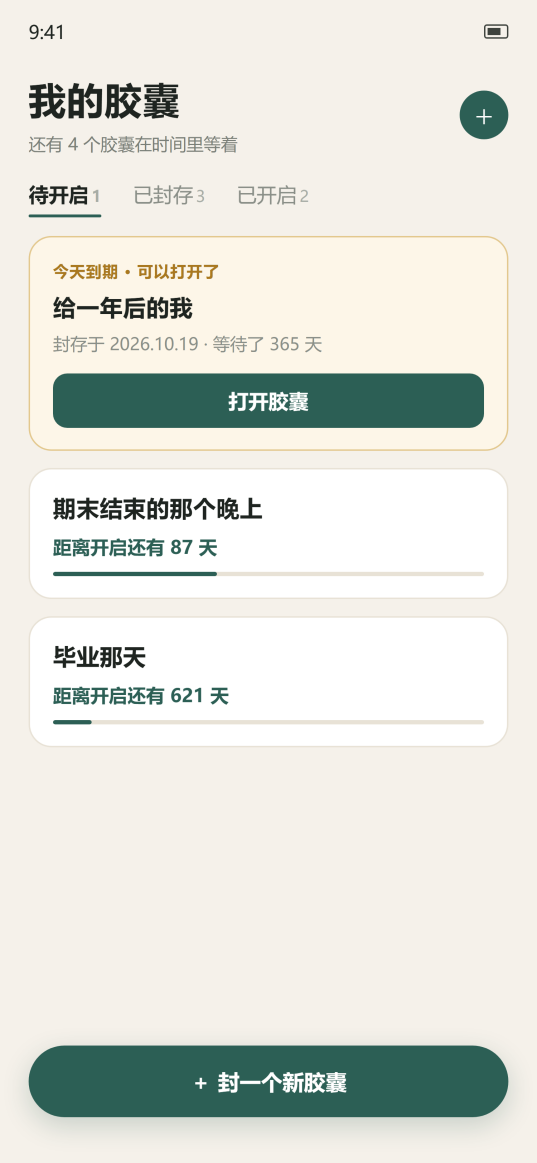 9:41
我的胶囊
还有 4 个胶囊在时间里等着
+
待开启 1 已封存 3 已开启 2
今天到期 · 可以打开了
给一年后的我
封存于 2026.10.19 · 等待了 365 天
打开胶囊
期末结束的那个晚上
距离开启还有 87 天
毕业那天
距离开启还有 621 天
+ 封一个新胶囊